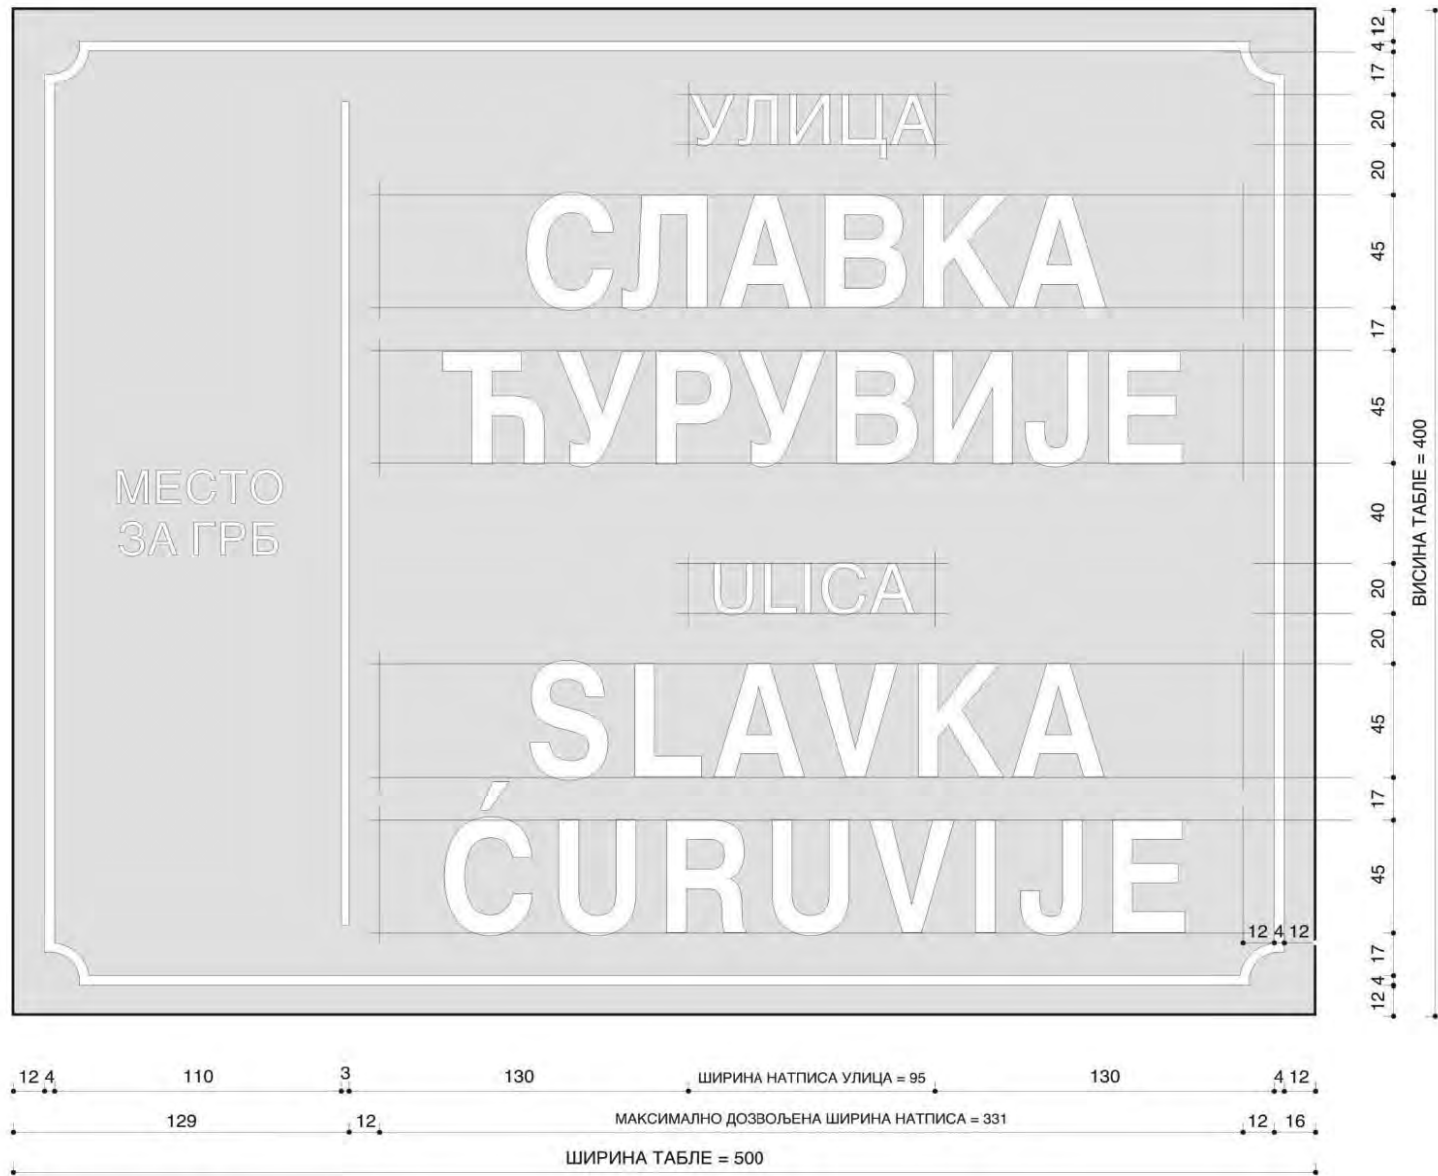 УЛИЦА
СЛАВКА
ЋУРУВИЈЕ
МЕСТО
ЗА ГРБ
ULICA
SLAVKA
ĆURUVIJE
12 4 12
12
4
17
20
20
45
17
45
40
20
20
45
17
45
17
4
12
ВИСИНА ТАБЛЕ = 400
12 4 110 3 130 ШИРИНА НАТПИСА УЛИЦА = 95 130 4 12
129 12 МАКСИМАЛНО ДОЗВОЉЕНА ШИРИНА НАТПИСА = 331 12 16
ШИРИНА ТАБЛЕ = 500